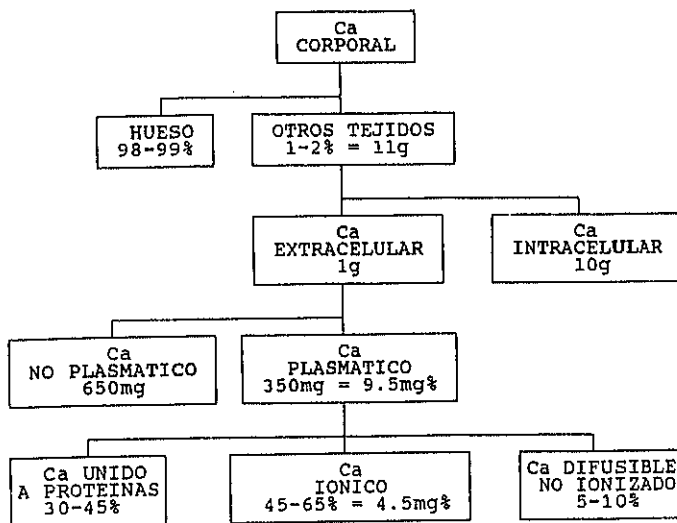 Ca
CORPORAL
HUESO
98-99%
OTROS TEJIDOS
1-2% = 11g
Ca
EXTRACELULAR
1g
Ca
INTRACELULAR
10g
Ca
NO PLASMATICO
650mg
Ca
PLASMATICO
350mg = 9.5mg%
Ca UNIDO
A PROTEINAS
30-45%
Ca
IONICO
45-65% = 4.5mg%
Ca DIFUSIBLE
NO IONIZADO
5-10%